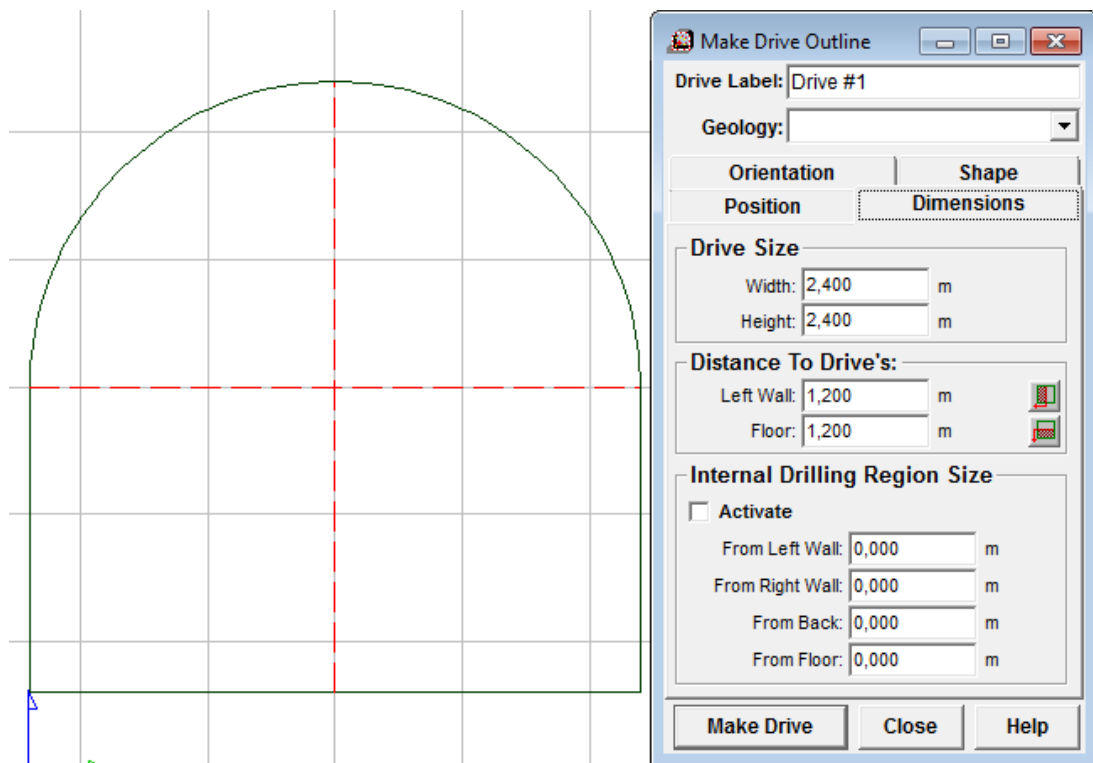 Make Drive Outline
Drive Label: Drive #1
Geology:
Orientation Shape
Position Dimensions
Drive Size
Width: 2,400 m
Height: 2,400 m
Distance To Drive's:
Left Wall: 1,200 m
Floor: 1,200 m
Internal Drilling Region Size
Activate
From Left Wall: 0,000 m
From Right Wall: 0,000 m
From Back: 0,000 m
From Floor: 0,000 m
Make Drive Close Help